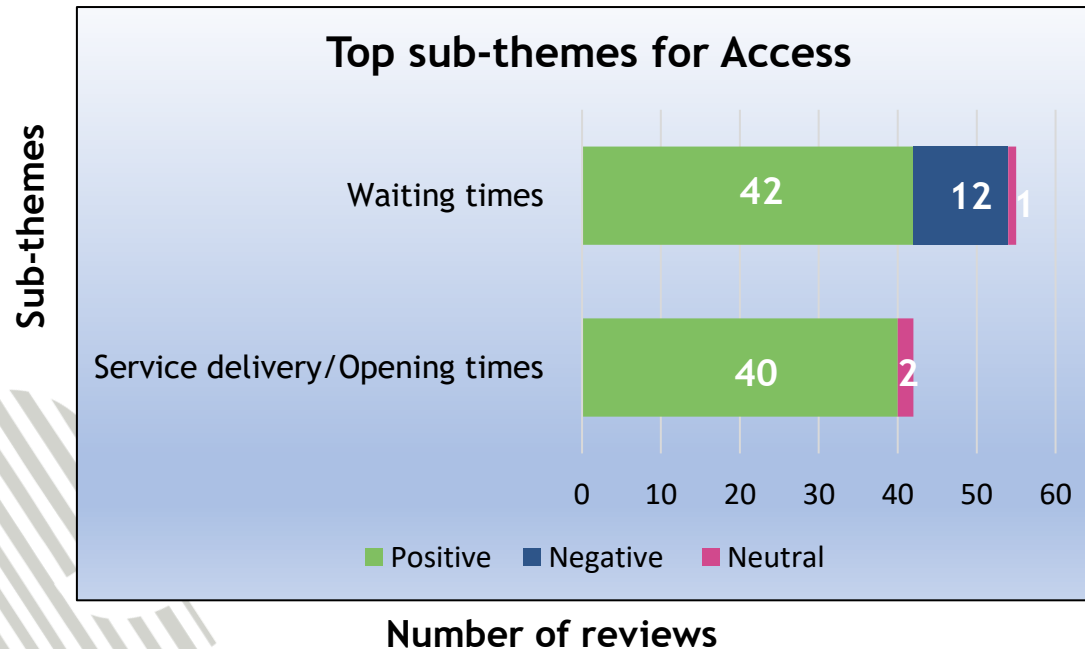 Top sub-themes for Access
Sub-themes
Waiting times
42
12
1
Service delivery/Opening times
40
2
0 10 20 30 40 50 60
Positive Negative Neutral
Number of reviews